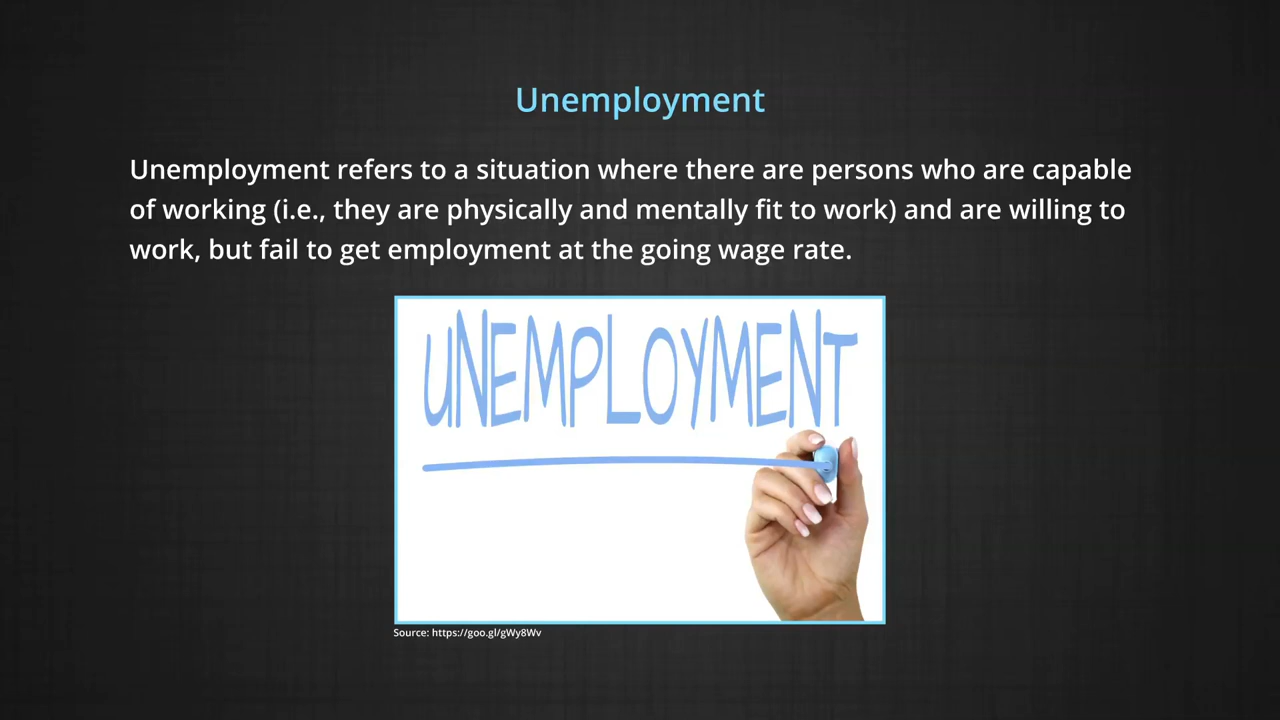 Unemployment
Unemployment refers to a situation where there are persons who are capable
of working (i.e., they are physically and mentally fit to work) and are willing to
work, but fail to get employment at the going wage rate.
uNEMPLOYMENT
Source: https://goo.gl/gWy8Wv